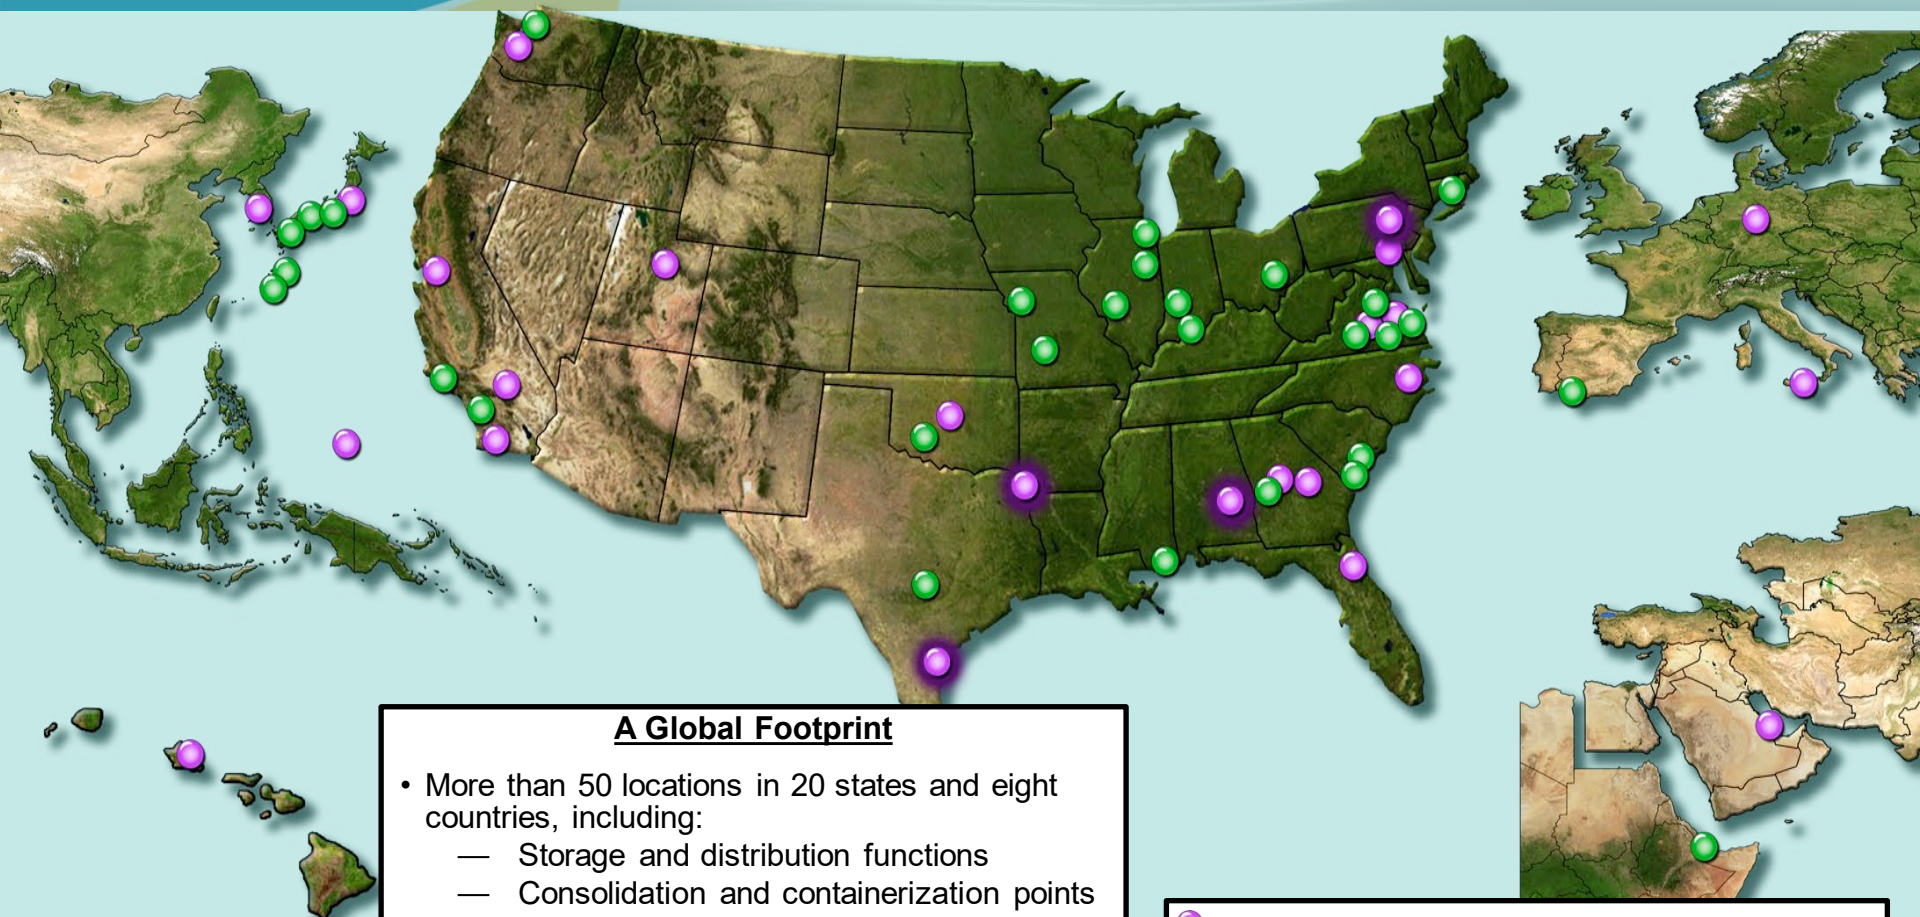 A Global Footprint
• More than 50 locations in 20 states and eight
countries, including:
— Storage and distribution functions
— Consolidation and containerization points